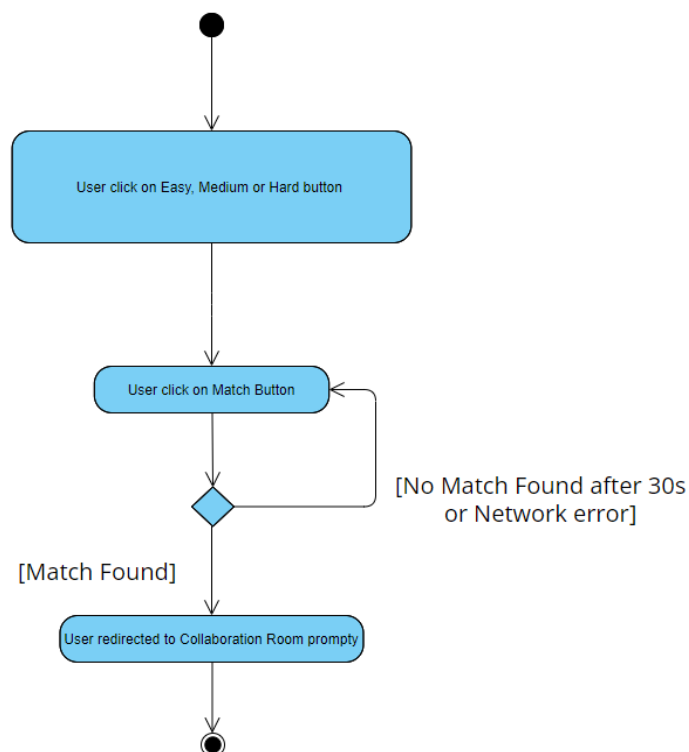 User click on Easy, Medium or Hard button
User click on Match Button
[No Match Found after 30s
or Network error]
[Match Found]
User redirected to Collaboration Room prompty